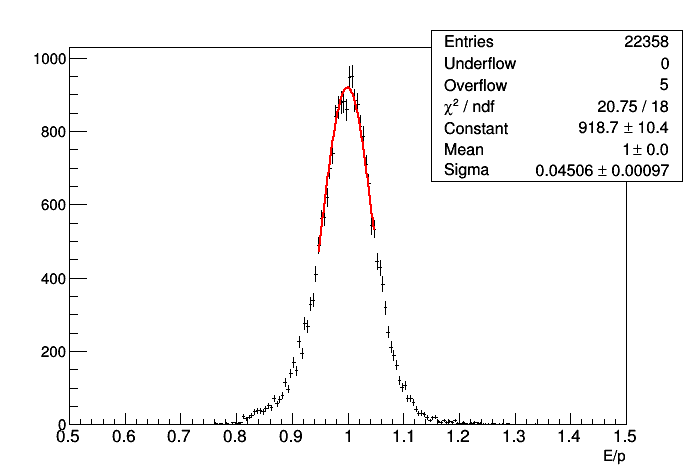 Entries 22358
Underflow 0
Overflow 5
χ² / ndf 20.75 / 18
Constant 918.7 ± 10.4
Mean 1 ± 0.0
Sigma 0.04506 ± 0.00097
1000
800
600
400
200
0
0.5 0.6 0.7 0.8 0.9 1 1.1 1.2 1.3 1.4 1.5
E/p